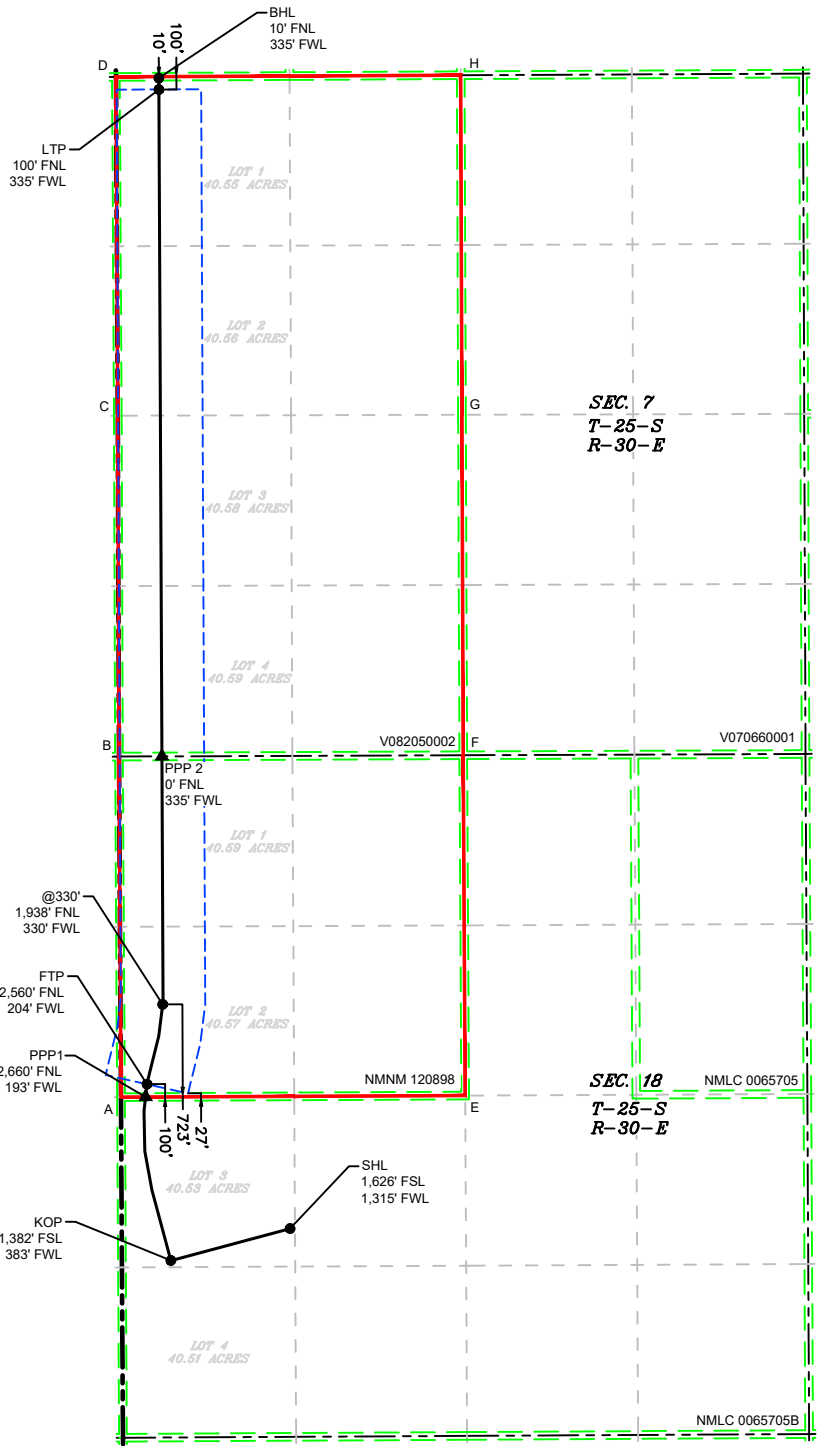 BHL
10' FNL
335' FWL
100'
10'
D
H
LTP
100' FNL
335' FWL
LOT 1
40.55 ACRES
LOT 2
40.56 ACRES
C
G
SEC. 7
T-25-S
R-30-E
LOT 3
40.58 ACRES
LOT 4
40.59 ACRES
B
V082050002
F
V070660001
PPP 2
0' FNL
335' FWL
LOT 1
40.59 ACRES
@330'
1,938' FNL
330' FWL
FTP
2,560' FNL
204' FWL
LOT 2
40.57 ACRES
PPP1
2,660' FNL
193' FWL
NMNM 120898
SEC. 18
T-25-S
R-30-E
NMLC 0065705
A
E
100'
723'
27'
LOT 3
40.53 ACRES
SHL
1,626' FSL
1,315' FWL
KOP
1,382' FSL
383' FWL
LOT 4
40.51 ACRES
NMLC 0065705B